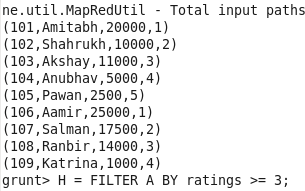 ne.util.MapRedUtil - Total input paths
(101,Amitabh,20000,1)
(102,Shahrukh,10000,2)
(103,Akshay,11000,3)
(104,Anubhav,5000,4)
(105,Pawan,2500,5)
(106,Aamir,25000,1)
(107,Salman,17500,2)
(108,Ranbir,14000,3)
(109,Katrina,1000,4)
grunt> H = FILTER A BY ratings >= 3;